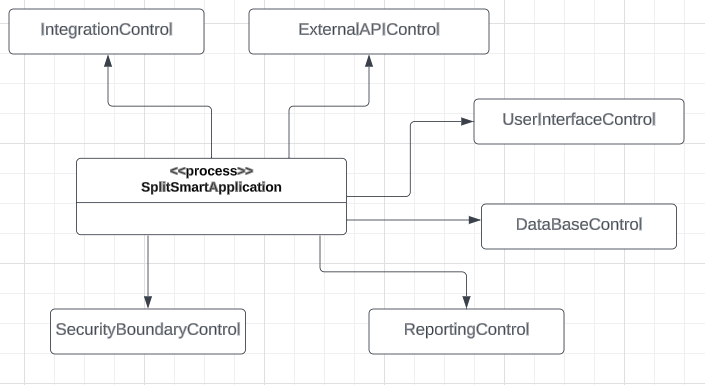 IntegrationControl
ExternalAPIControl
UserInterfaceControl
<<process>>
SplitSmartApplication
DataBaseControl
SecurityBoundaryControl
ReportingControl